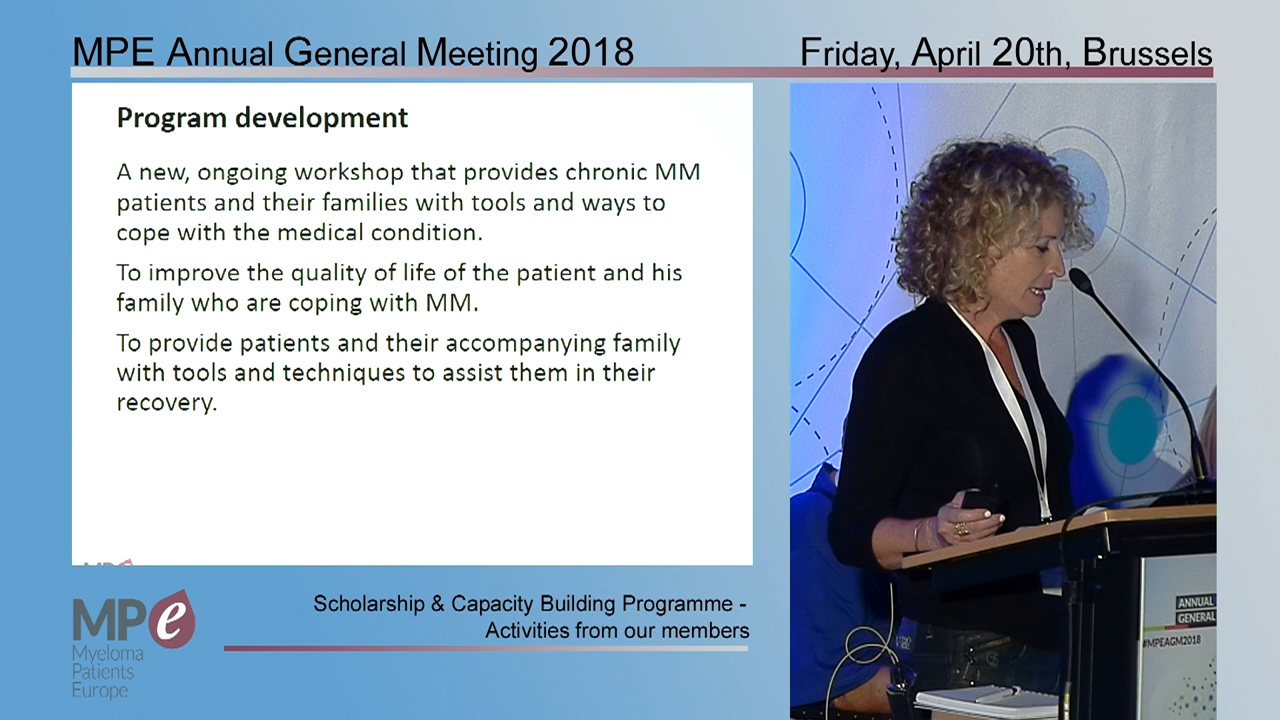 MPE Annual General Meeting 2018
Friday, April 20th, Brussels
Program development
A new, ongoing workshop that provides chronic MM
patients and their families with tools and ways to
cope with the medical condition.
To improve the quality of life of the patient and his
family who are coping with MM.
To provide patients and their accompanying family
with tools and techniques to assist them in their
recovery.
MPe
Myeloma
Patients
Europe
Scholarship & Capacity Building Programme -
Activities from our members
ANNUAL
GENERAL
#MPEAGM2018